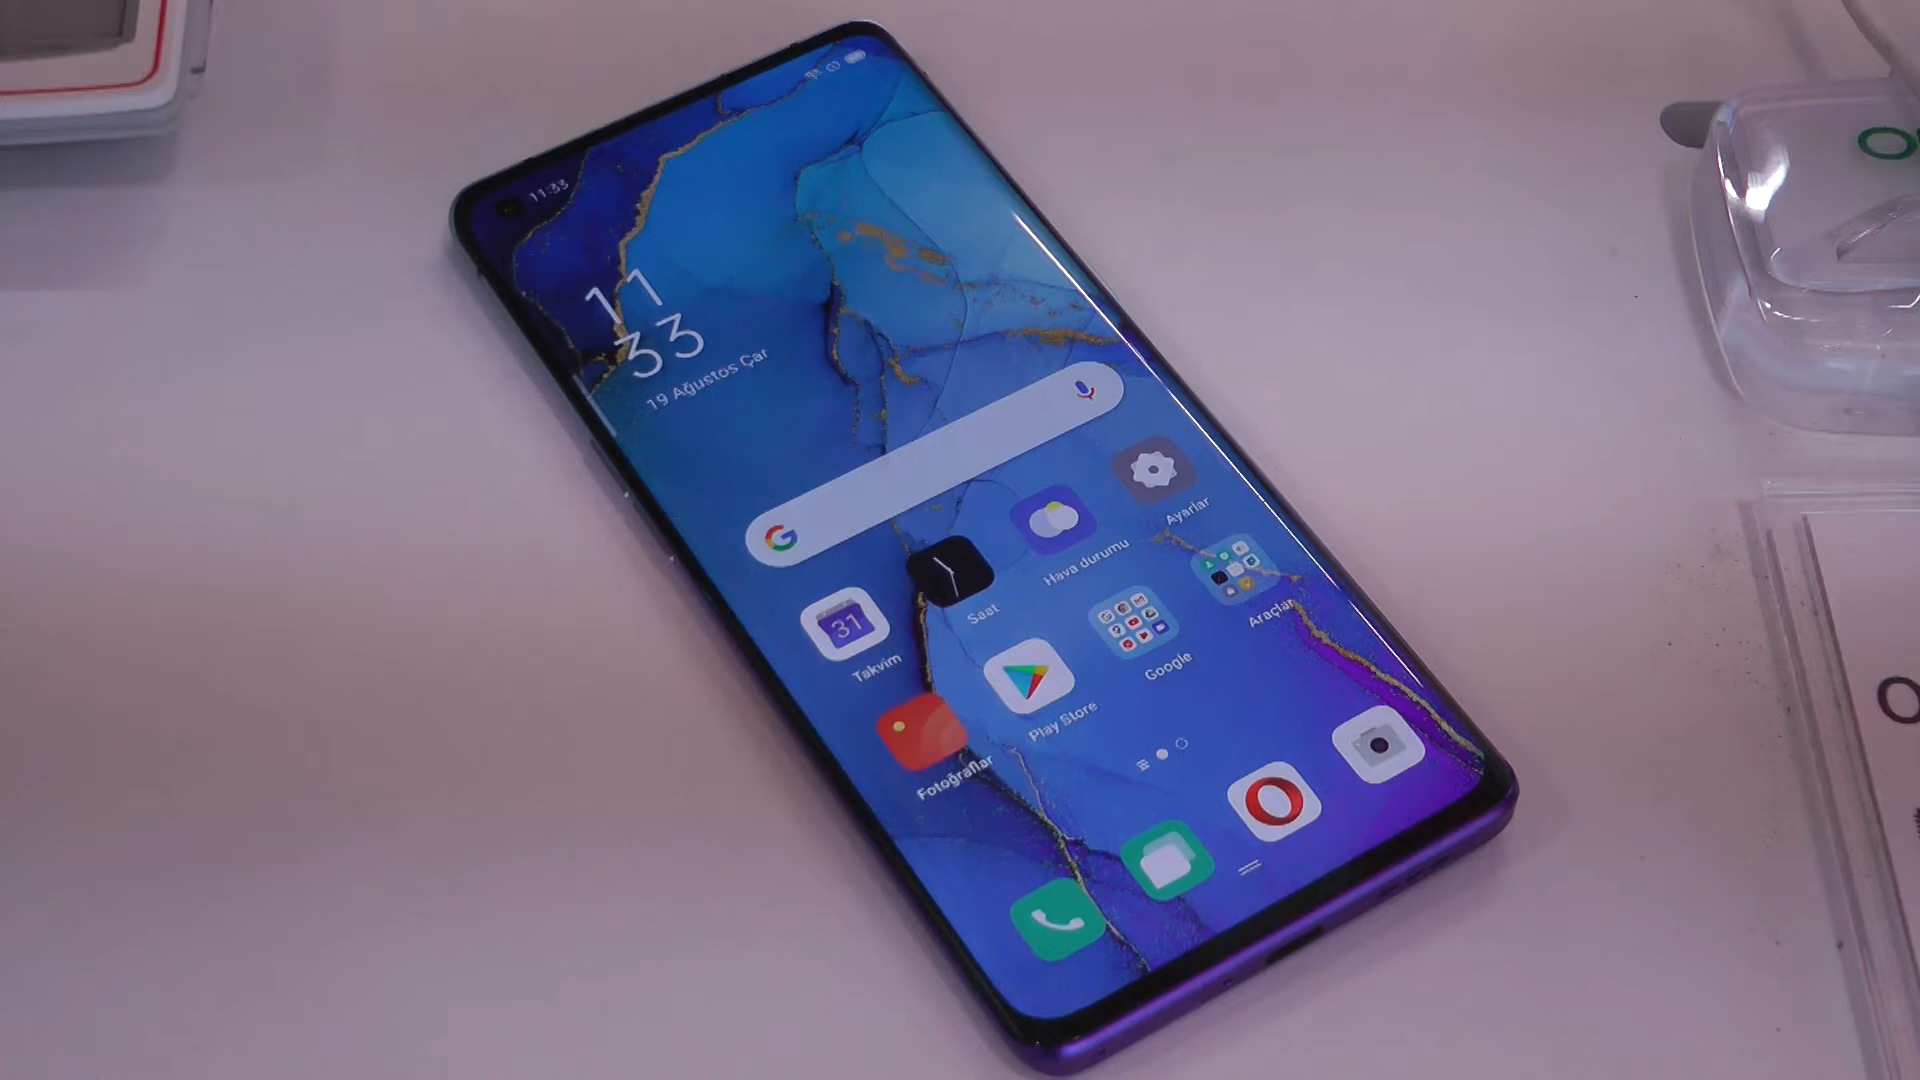 11:33
11
33
19 Ağustos Çar
Ayarlar
Hava durumu
Saat
31
Takvim
Araçlar
Google
Play Store
Fotoğraflar